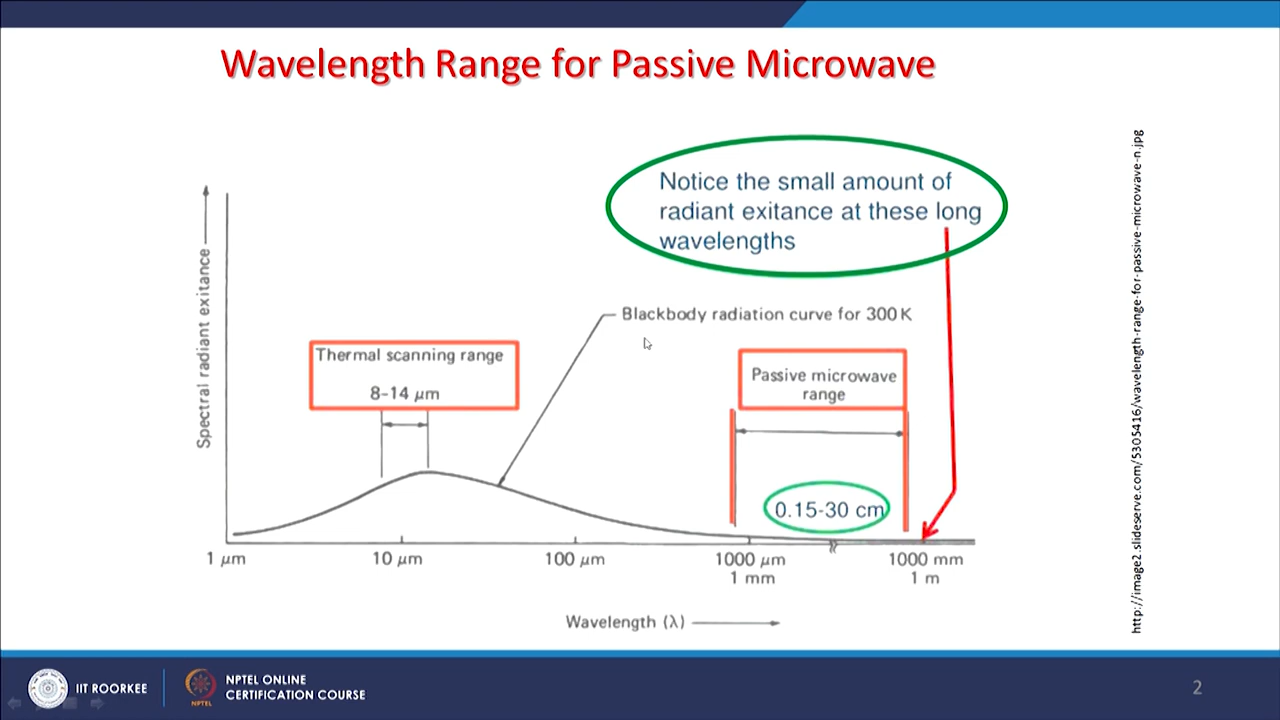 Wavelength Range for Passive Microwave
Notice the small amount of
radiant exitance at these long
wavelengths
Spectral radiant exitance
Blackbody radiation curve for 300 K
Thermal scanning range
8–14 μm
Passive microwave
range
0.15-30 cm
1 μm
10 μm
100 μm
1000 μm
1 mm
1000 mm
1 m
Wavelength (λ)
http://image2.slideserve.com/5305416/wavelength-range-for-passive-microwave-n.jpg
IIT ROORKEE
NPTEL
NPTEL ONLINE
CERTIFICATION COURSE
2